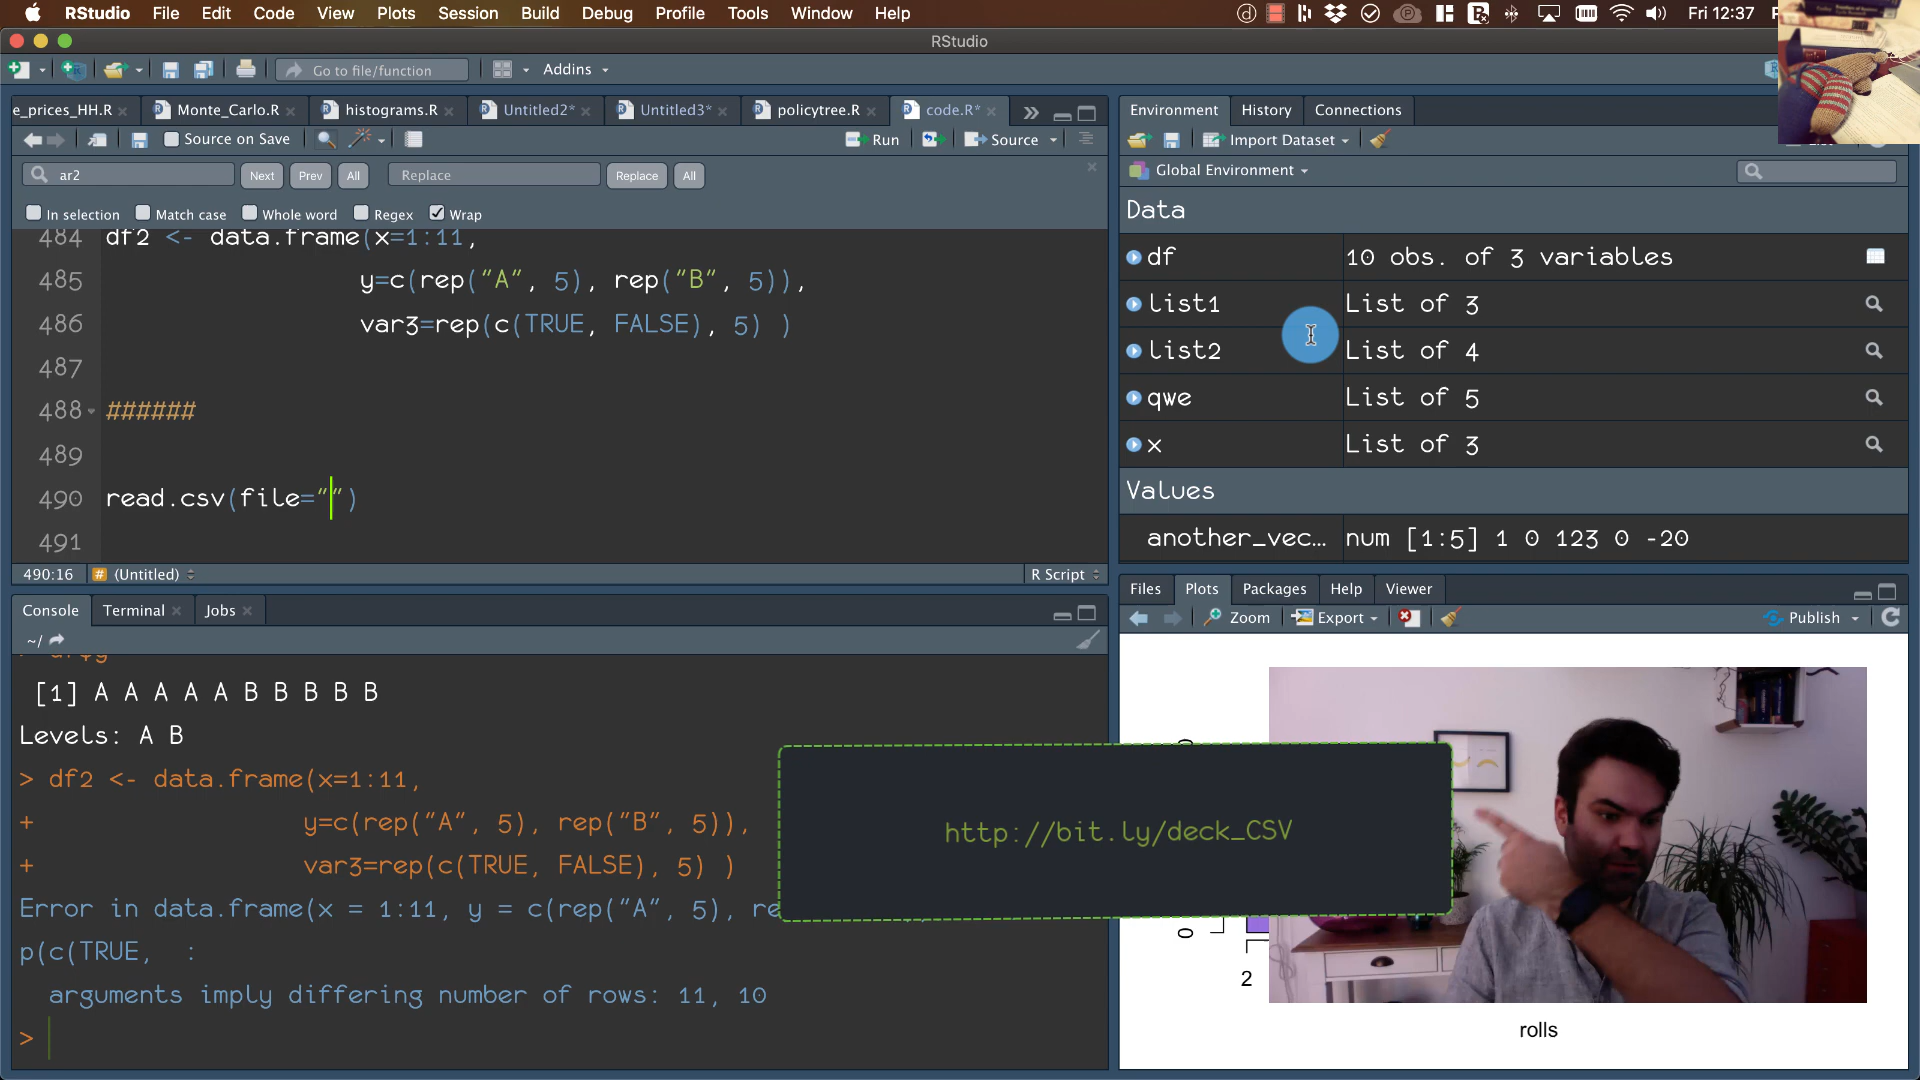 RStudio File Edit Code View Plots Session Build Debug Profile Tools Window Help Fri 12:37
RStudio
Go to file/function Addins
e_prices_HH.R Monte_Carlo.R histograms.R Untitled2* Untitled3* policytree.R code.R*
Source on Save Run Source
ar2 Next Prev All Replace Replace All
In selection Match case Whole word Regex Wrap
484 df2 <- data.frame(x=1:11,
485 y=c(rep("A", 5), rep("B", 5)),
486 var3=rep(c(TRUE, FALSE), 5) )
487
488 ######
489
490 read.csv(file="")
491
490:16 # (Untitled) R Script
Console Terminal Jobs
~/
[1] A A A A A B B B B B
Levels: A B
> df2 <- data.frame(x=1:11,
+ y=c(rep("A", 5), rep("B", 5)),
+ var3=rep(c(TRUE, FALSE), 5) )
Error in data.frame(x = 1:11, y = c(rep("A", 5), re
p(c(TRUE, :
arguments imply differing number of rows: 11, 10
>
Environment History Connections
Import Dataset
Global Environment
Data
df 10 obs. of 3 variables
list1 List of 3
list2 List of 4
qwe List of 5
x List of 3
Values
another_vec… num [1:5] 1 0 123 0 -20
Files Plots Packages Help Viewer
Zoom Export Publish
http://bit.ly/deck_CSV
0
2
rolls